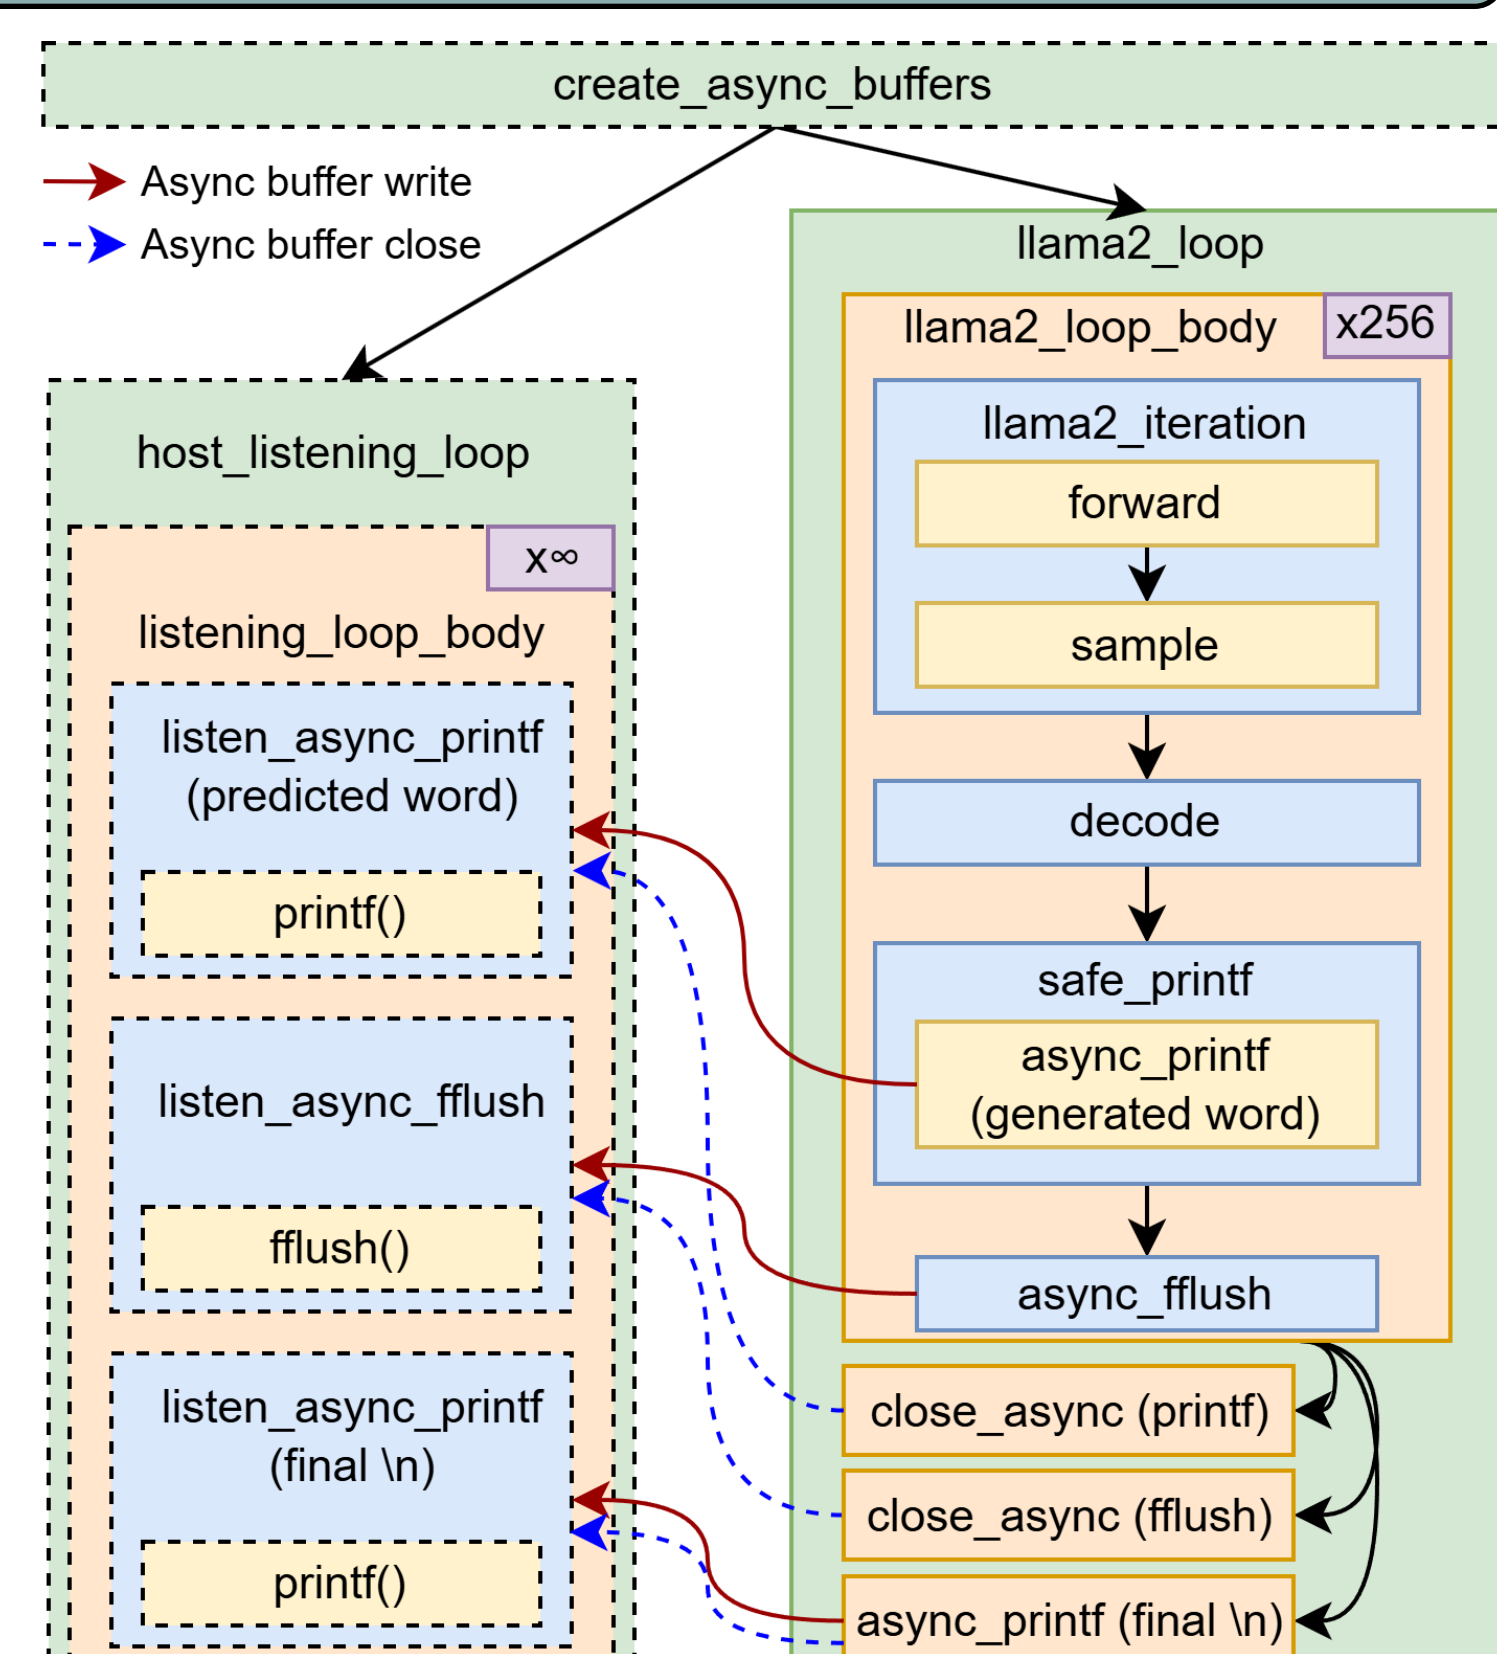 create_async_buffers
Async buffer write
Async buffer close
host_listening_loop
x∞
listening_loop_body
listen_async_printf
(predicted word)
printf()
listen_async_fflush
fflush()
listen_async_printf
(final \n)
printf()
llama2_loop
llama2_loop_body
x256
llama2_iteration
forward
sample
decode
safe_printf
async_printf
(generated word)
async_fflush
close_async (printf)
close_async (fflush)
async_printf (final \n)